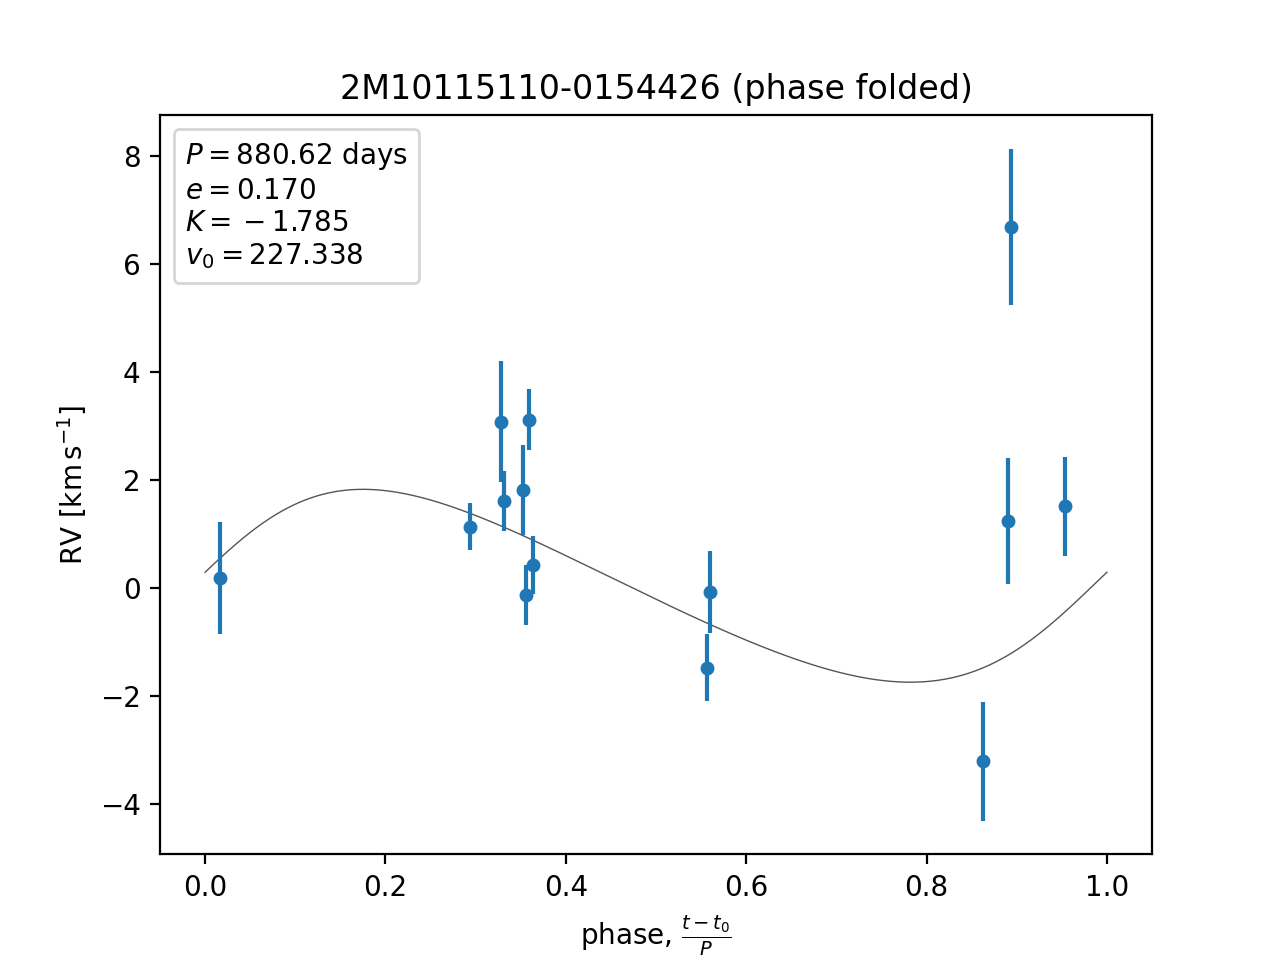 2M10115110-0154426 (phase folded)
P = 880.62 days
e = 0.170
K = −1.785
v₀ = 227.338
8
6
4
2
0
−2
−4
RV [km s⁻¹]
0.0 0.2 0.4 0.6 0.8 1.0
phase, (t − t₀)/P